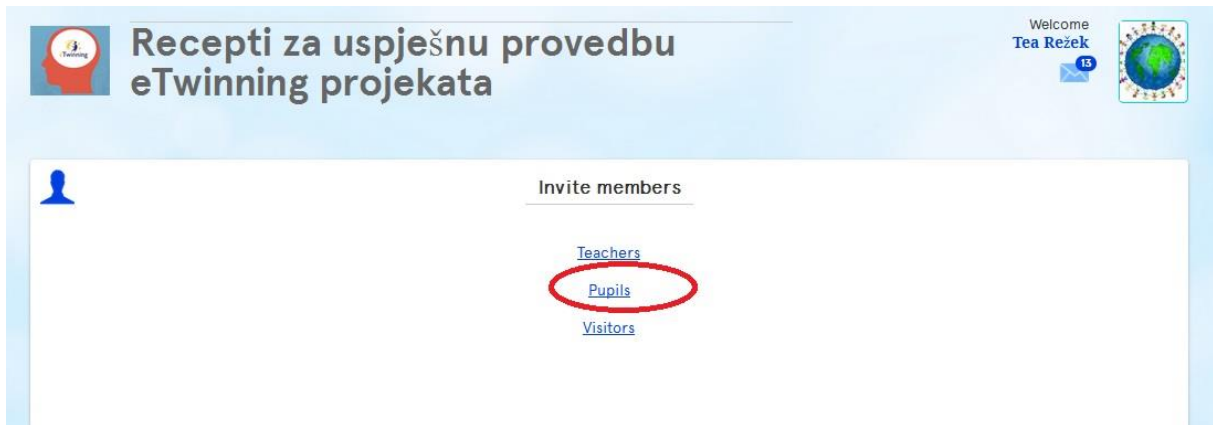 Recepti za uspješnu provedbu
eTwinning projekata
Welcome
Tea Režek
13
Invite members
Teachers
Pupils
Visitors